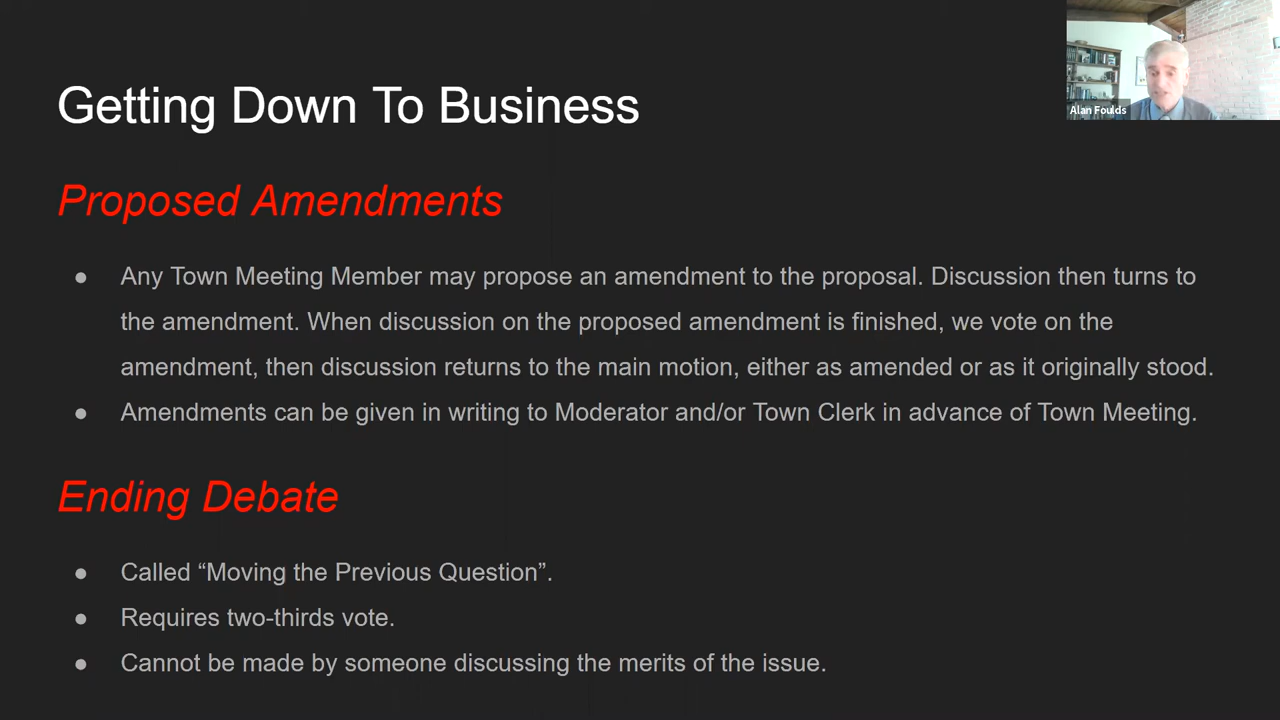 Alan Foulds
Getting Down To Business
Proposed Amendments
● Any Town Meeting Member may propose an amendment to the proposal. Discussion then turns to
the amendment. When discussion on the proposed amendment is finished, we vote on the
amendment, then discussion returns to the main motion, either as amended or as it originally stood.
● Amendments can be given in writing to Moderator and/or Town Clerk in advance of Town Meeting.
Ending Debate
● Called “Moving the Previous Question”.
● Requires two-thirds vote.
● Cannot be made by someone discussing the merits of the issue.